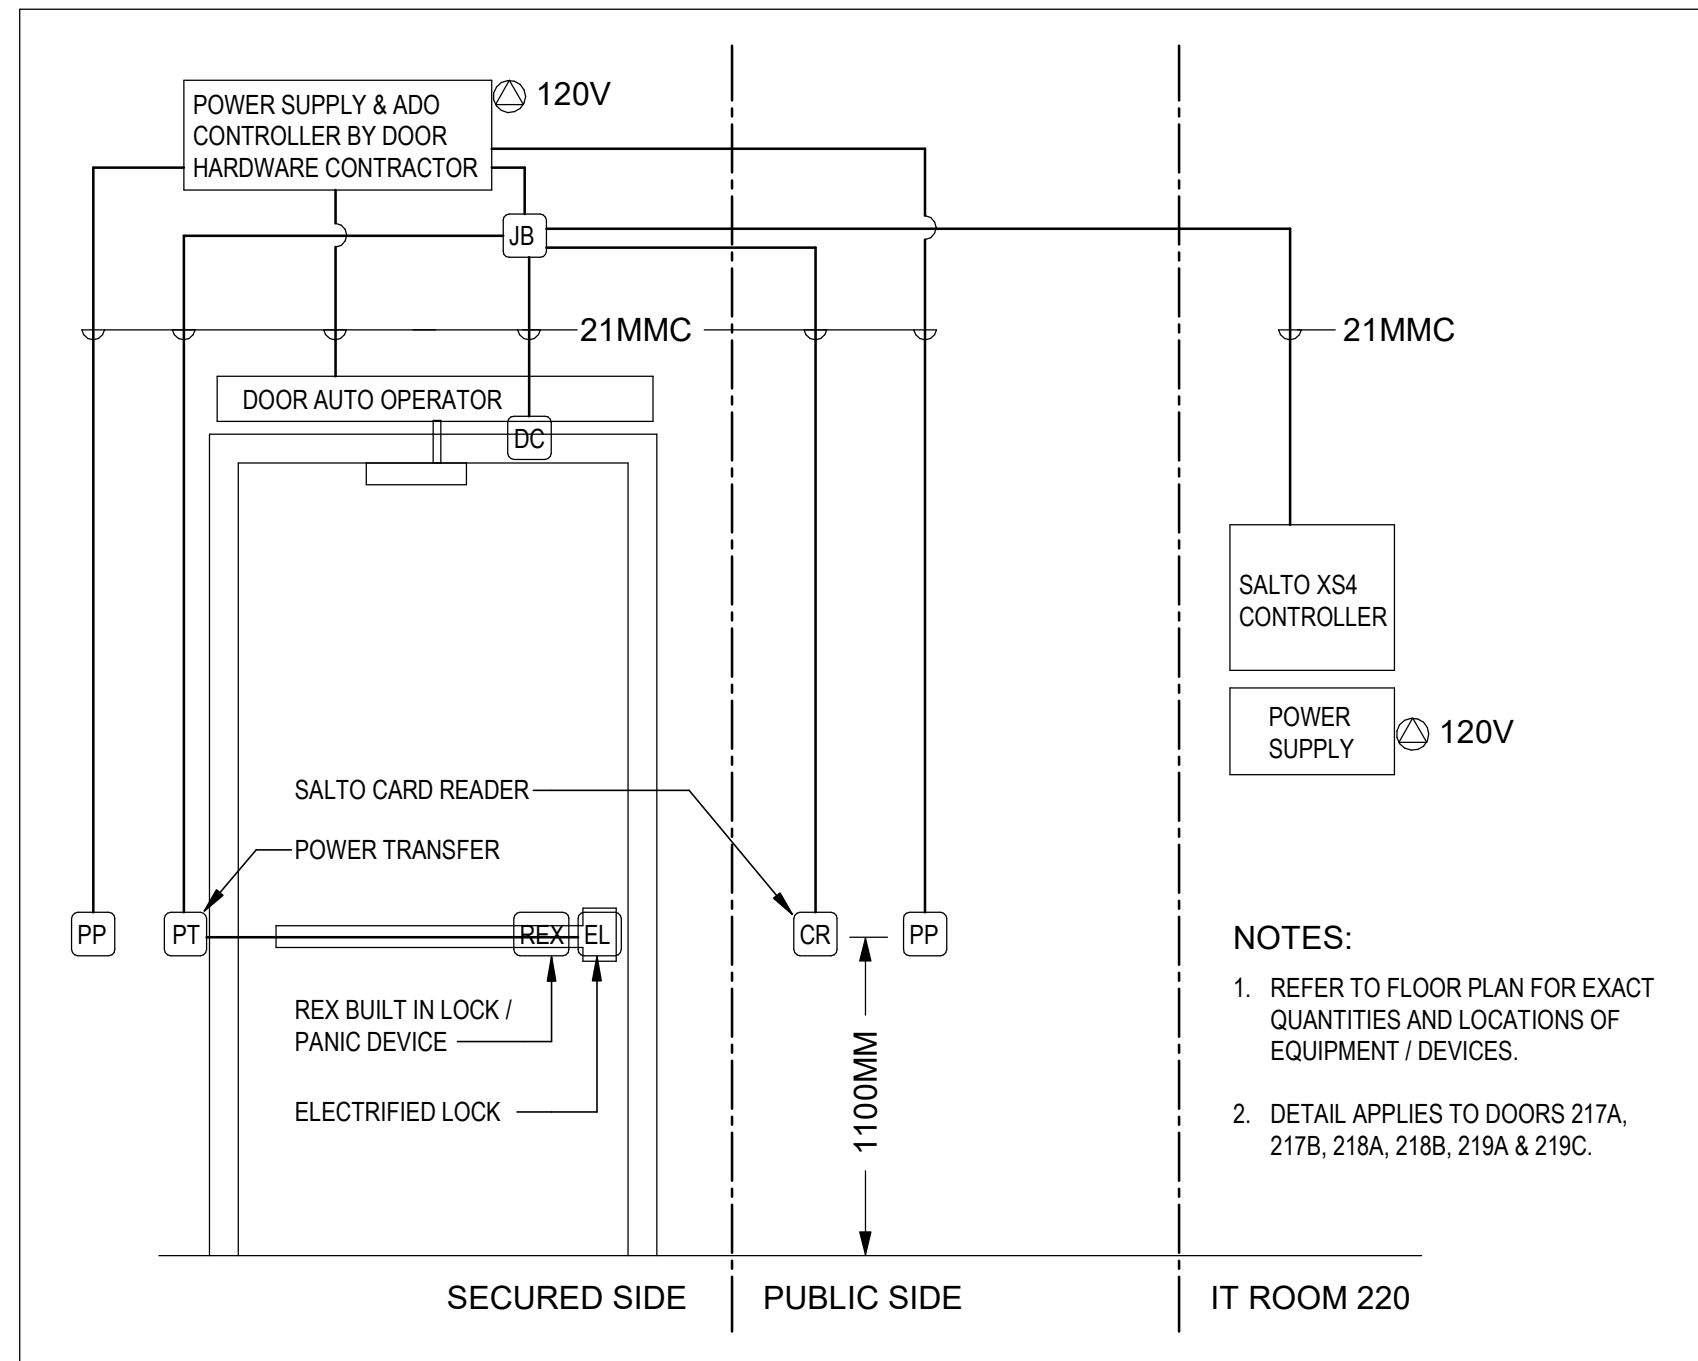 POWER SUPPLY & ADO
CONTROLLER BY DOOR
HARDWARE CONTRACTOR
120V
JB
21MMC
21MMC
DOOR AUTO OPERATOR
DC
SALTO XS4
CONTROLLER
POWER
SUPPLY
120V
SALTO CARD READER
POWER TRANSFER
PP
PT
REX
EL
CR
PP
REX BUILT IN LOCK /
PANIC DEVICE
ELECTRIFIED LOCK
1100MM
NOTES:
1. REFER TO FLOOR PLAN FOR EXACT
QUANTITIES AND LOCATIONS OF
EQUIPMENT / DEVICES.
2. DETAIL APPLIES TO DOORS 217A,
217B, 218A, 218B, 219A & 219C.
SECURED SIDE
PUBLIC SIDE
IT ROOM 220